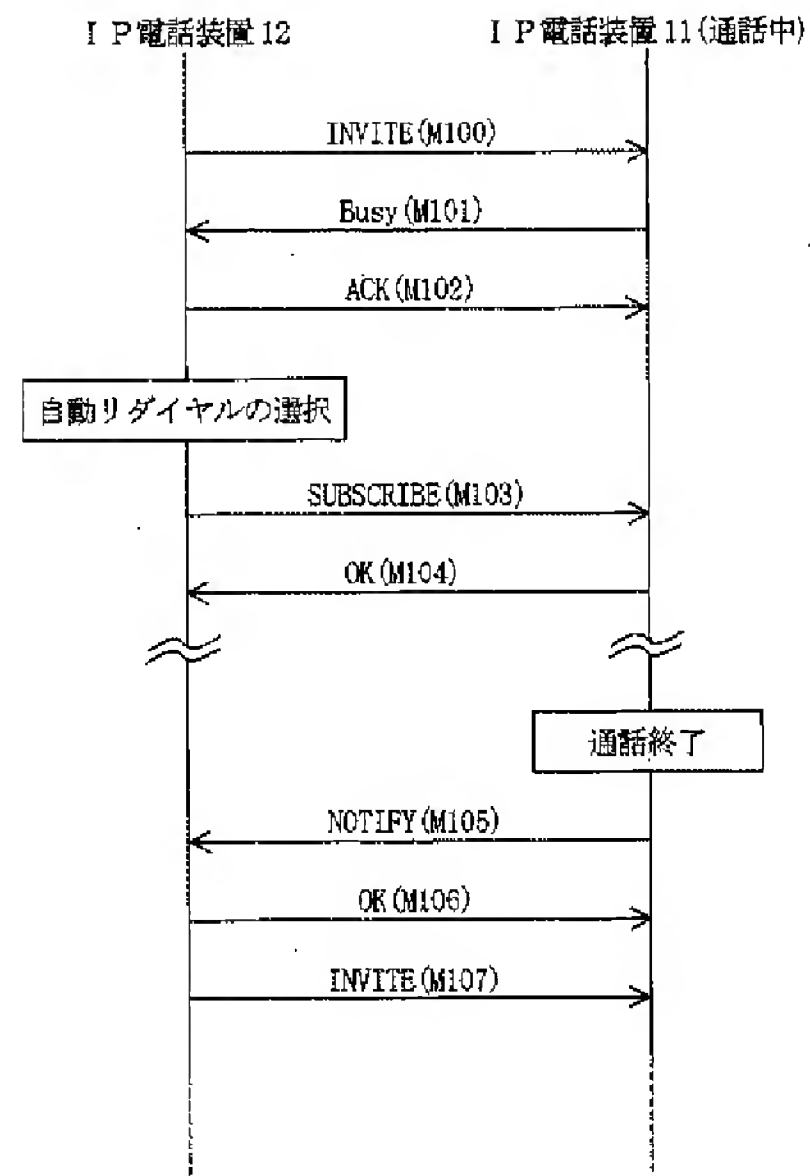 ＩＰ電話装置12
ＩＰ電話装置11(通話中)
INVITE(M100)
Busy(M101)
ACK(M102)
自動リダイヤルの選択
SUBSCRIBE(M103)
OK(M104)
通話終了
NOTIFY(M105)
OK(M106)
INVITE(M107)